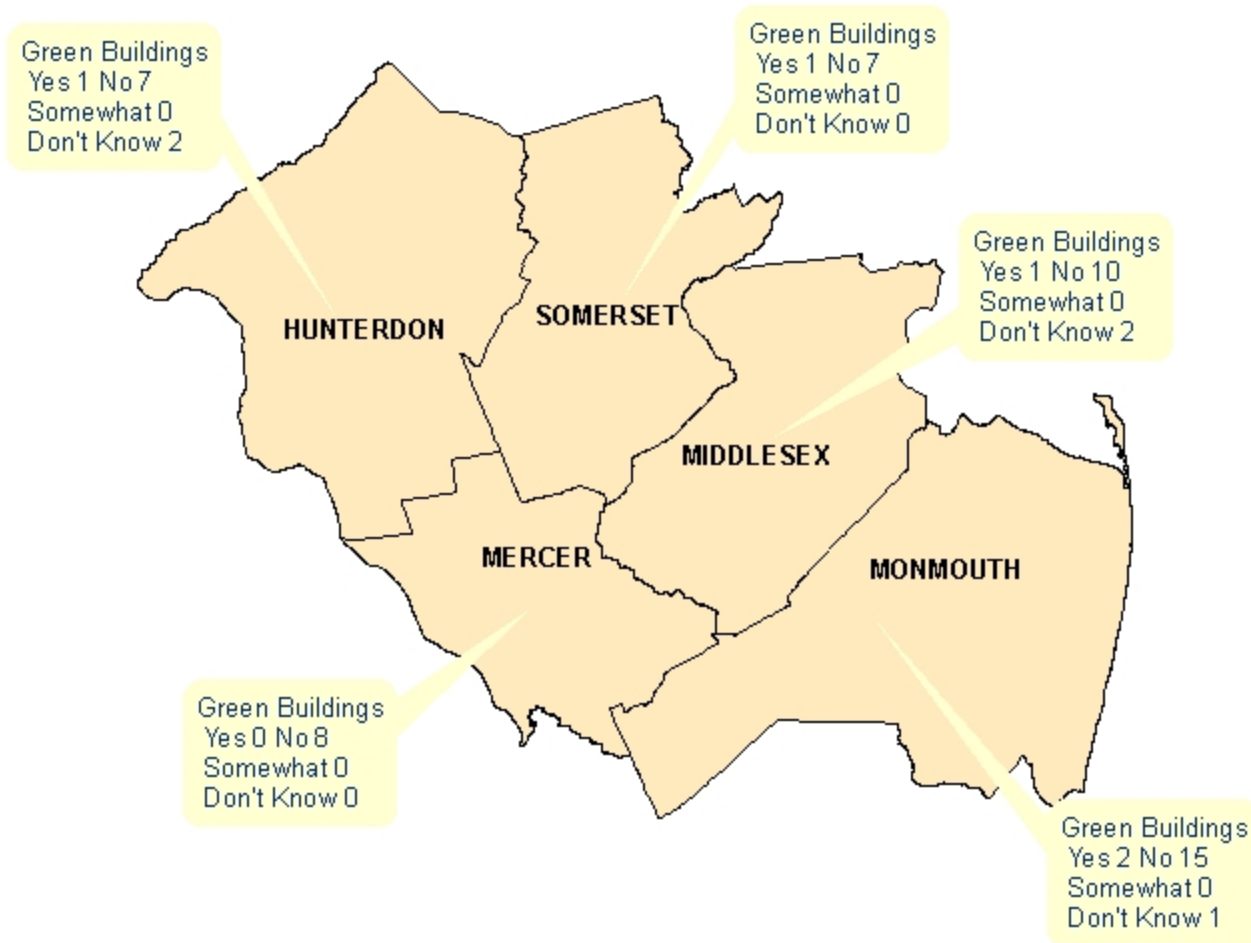 Green Buildings
Yes 1 No 7
Somewhat 0
Don't Know 2
Green Buildings
Yes 1 No 7
Somewhat 0
Don't Know 0
Green Buildings
Yes 1 No 10
Somewhat 0
Don't Know 2
HUNTERDON
SOMERSET
MIDDLESEX
MERCER
MONMOUTH
Green Buildings
Yes 0 No 8
Somewhat 0
Don't Know 0
Green Buildings
Yes 2 No 15
Somewhat 0
Don't Know 1